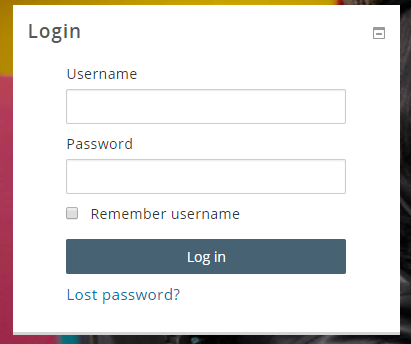 Login
Username
Password
Remember username
Log in
Lost password?